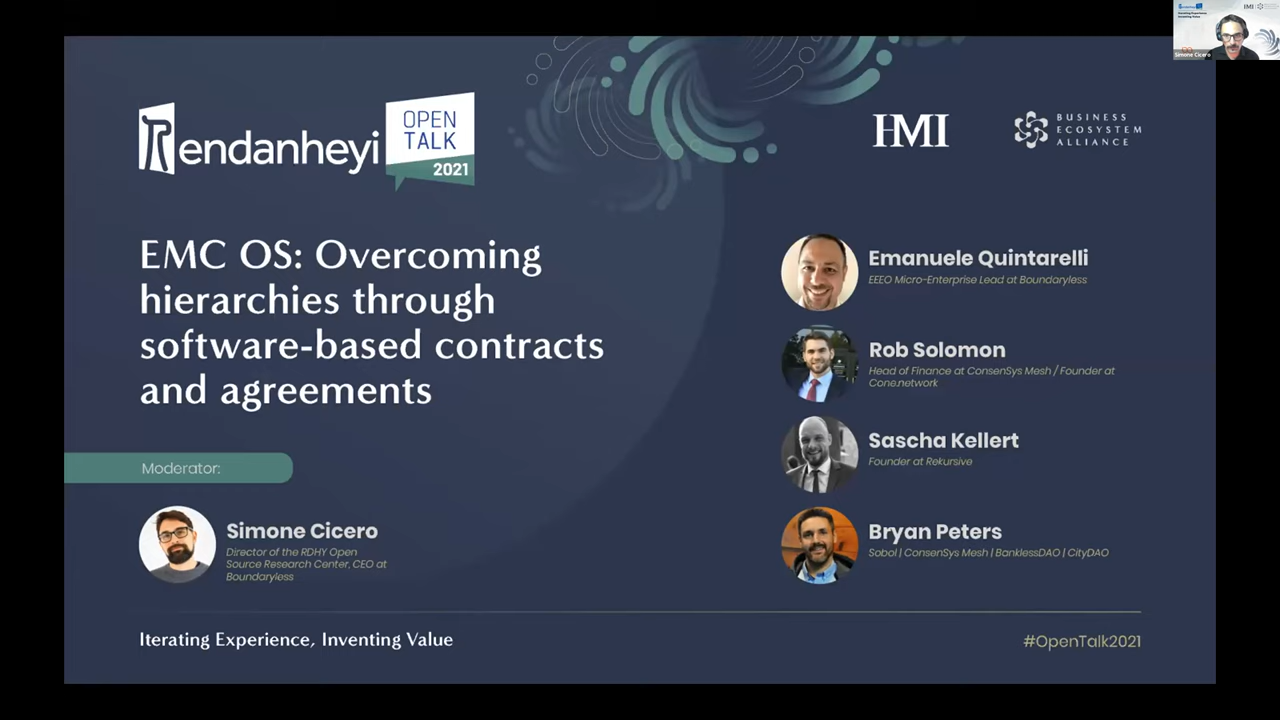 Rendanheyi
OPEN
TALK
2021
HMI
BUSINESS
ECOSYSTEM
ALLIANCE
EMC OS: Overcoming
hierarchies through
software-based contracts
and agreements
Moderator:
Simone Cicero
Director of the RDHY Open
Source Research Center, CEO at
Boundaryless
Emanuele Quintarelli
EEEO Micro-Enterprise Lead at Boundaryless
Rob Solomon
Head of Finance at ConsenSys Mesh / Founder at
Cone.network
Sascha Kellert
Founder at Rekursive
Bryan Peters
Sobol | ConsenSys Mesh | BanklessDAO | CityDAO
Iterating Experience, Inventing Value
#OpenTalk2021
Simone Cicero